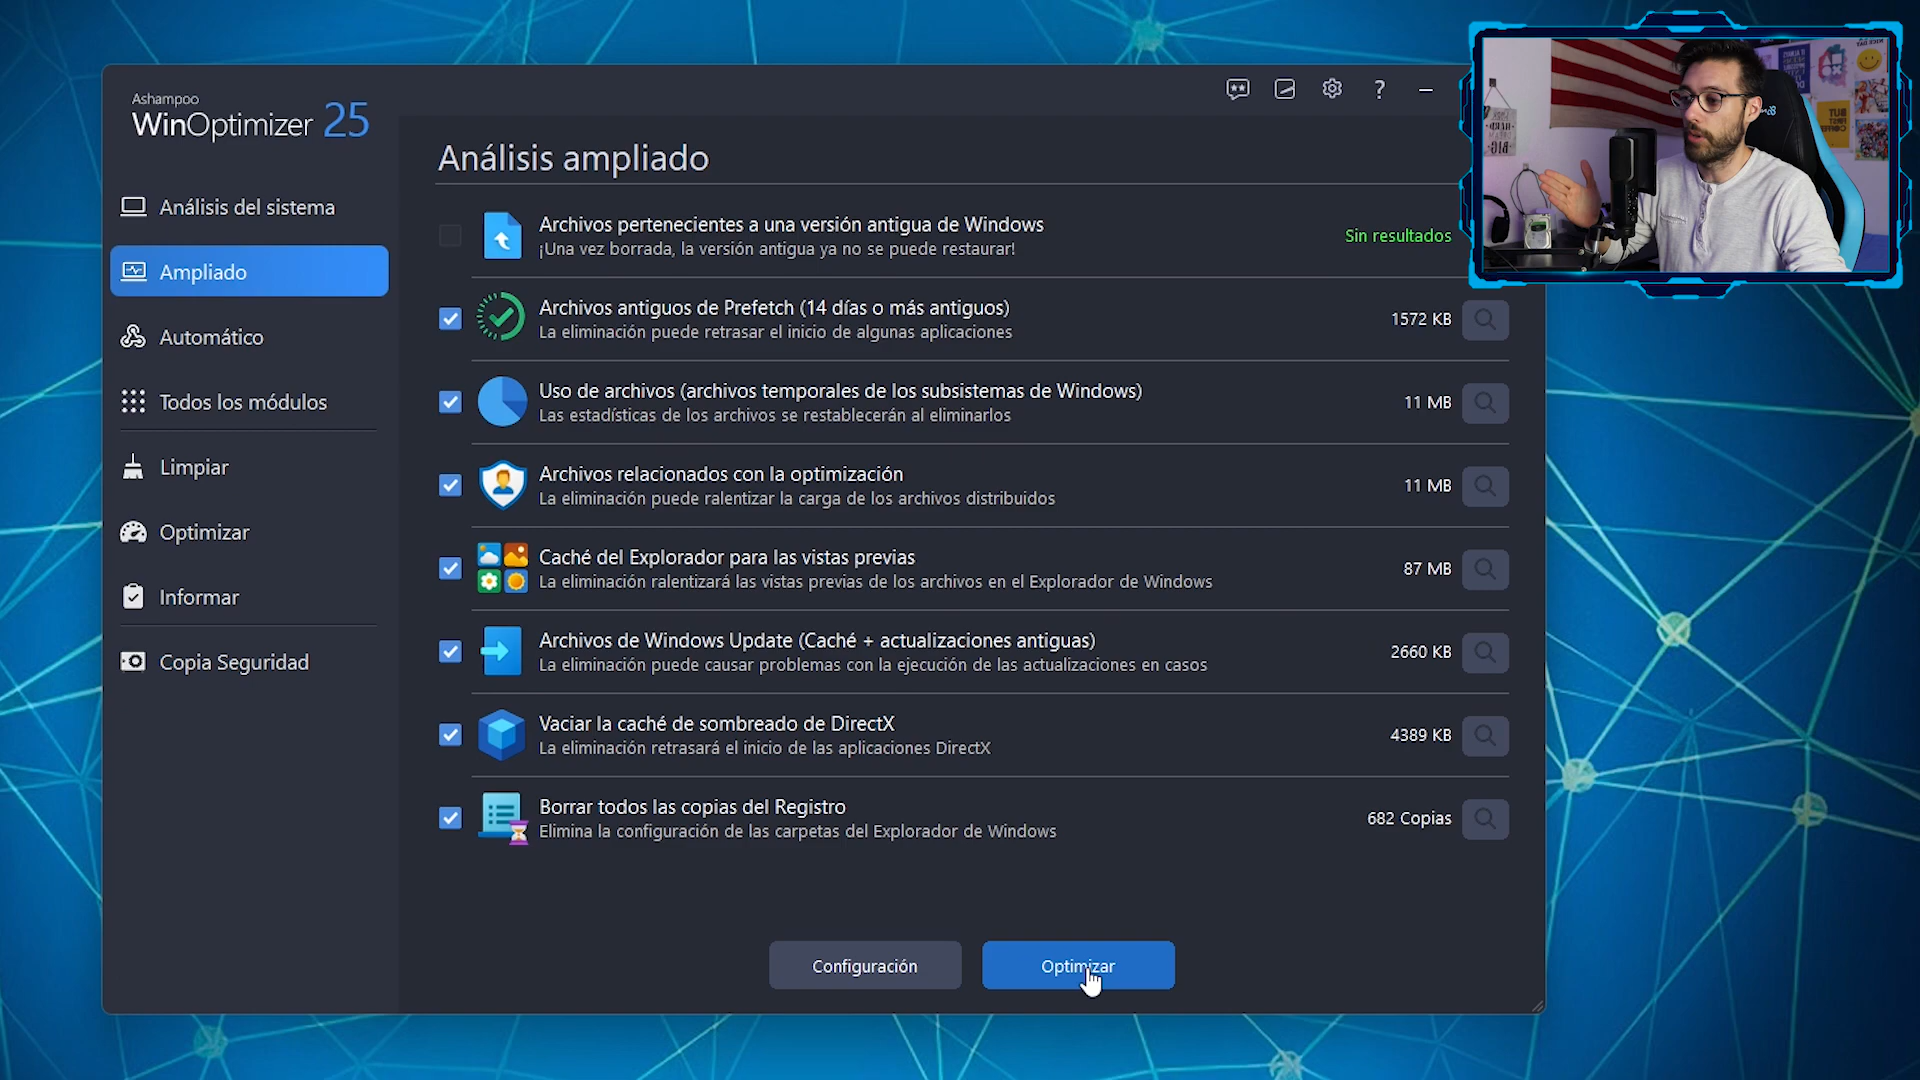 Ashampoo
WinOptimizer 25
Análisis del sistema
Ampliado
Automático
Todos los módulos
Limpiar
Optimizar
Informar
Copia Seguridad
?
Análisis ampliado
Archivos pertenecientes a una versión antigua de Windows
¡Una vez borrada, la versión antigua ya no se puede restaurar!
Sin resultados
Archivos antiguos de Prefetch (14 días o más antiguos)
La eliminación puede retrasar el inicio de algunas aplicaciones
1572 KB
Uso de archivos (archivos temporales de los subsistemas de Windows)
Las estadísticas de los archivos se restablecerán al eliminarlos
11 MB
Archivos relacionados con la optimización
La eliminación puede ralentizar la carga de los archivos distribuidos
11 MB
Caché del Explorador para las vistas previas
La eliminación ralentizará las vistas previas de los archivos en el Explorador de Windows
87 MB
Archivos de Windows Update (Caché + actualizaciones antiguas)
La eliminación puede causar problemas con la ejecución de las actualizaciones en casos
2660 KB
Vaciar la caché de sombreado de DirectX
La eliminación retrasará el inicio de las aplicaciones DirectX
4389 KB
Borrar todos las copias del Registro
Elimina la configuración de las carpetas del Explorador de Windows
682 Copias
Configuración
Optimizar
BUT
FIRST
COFFEE